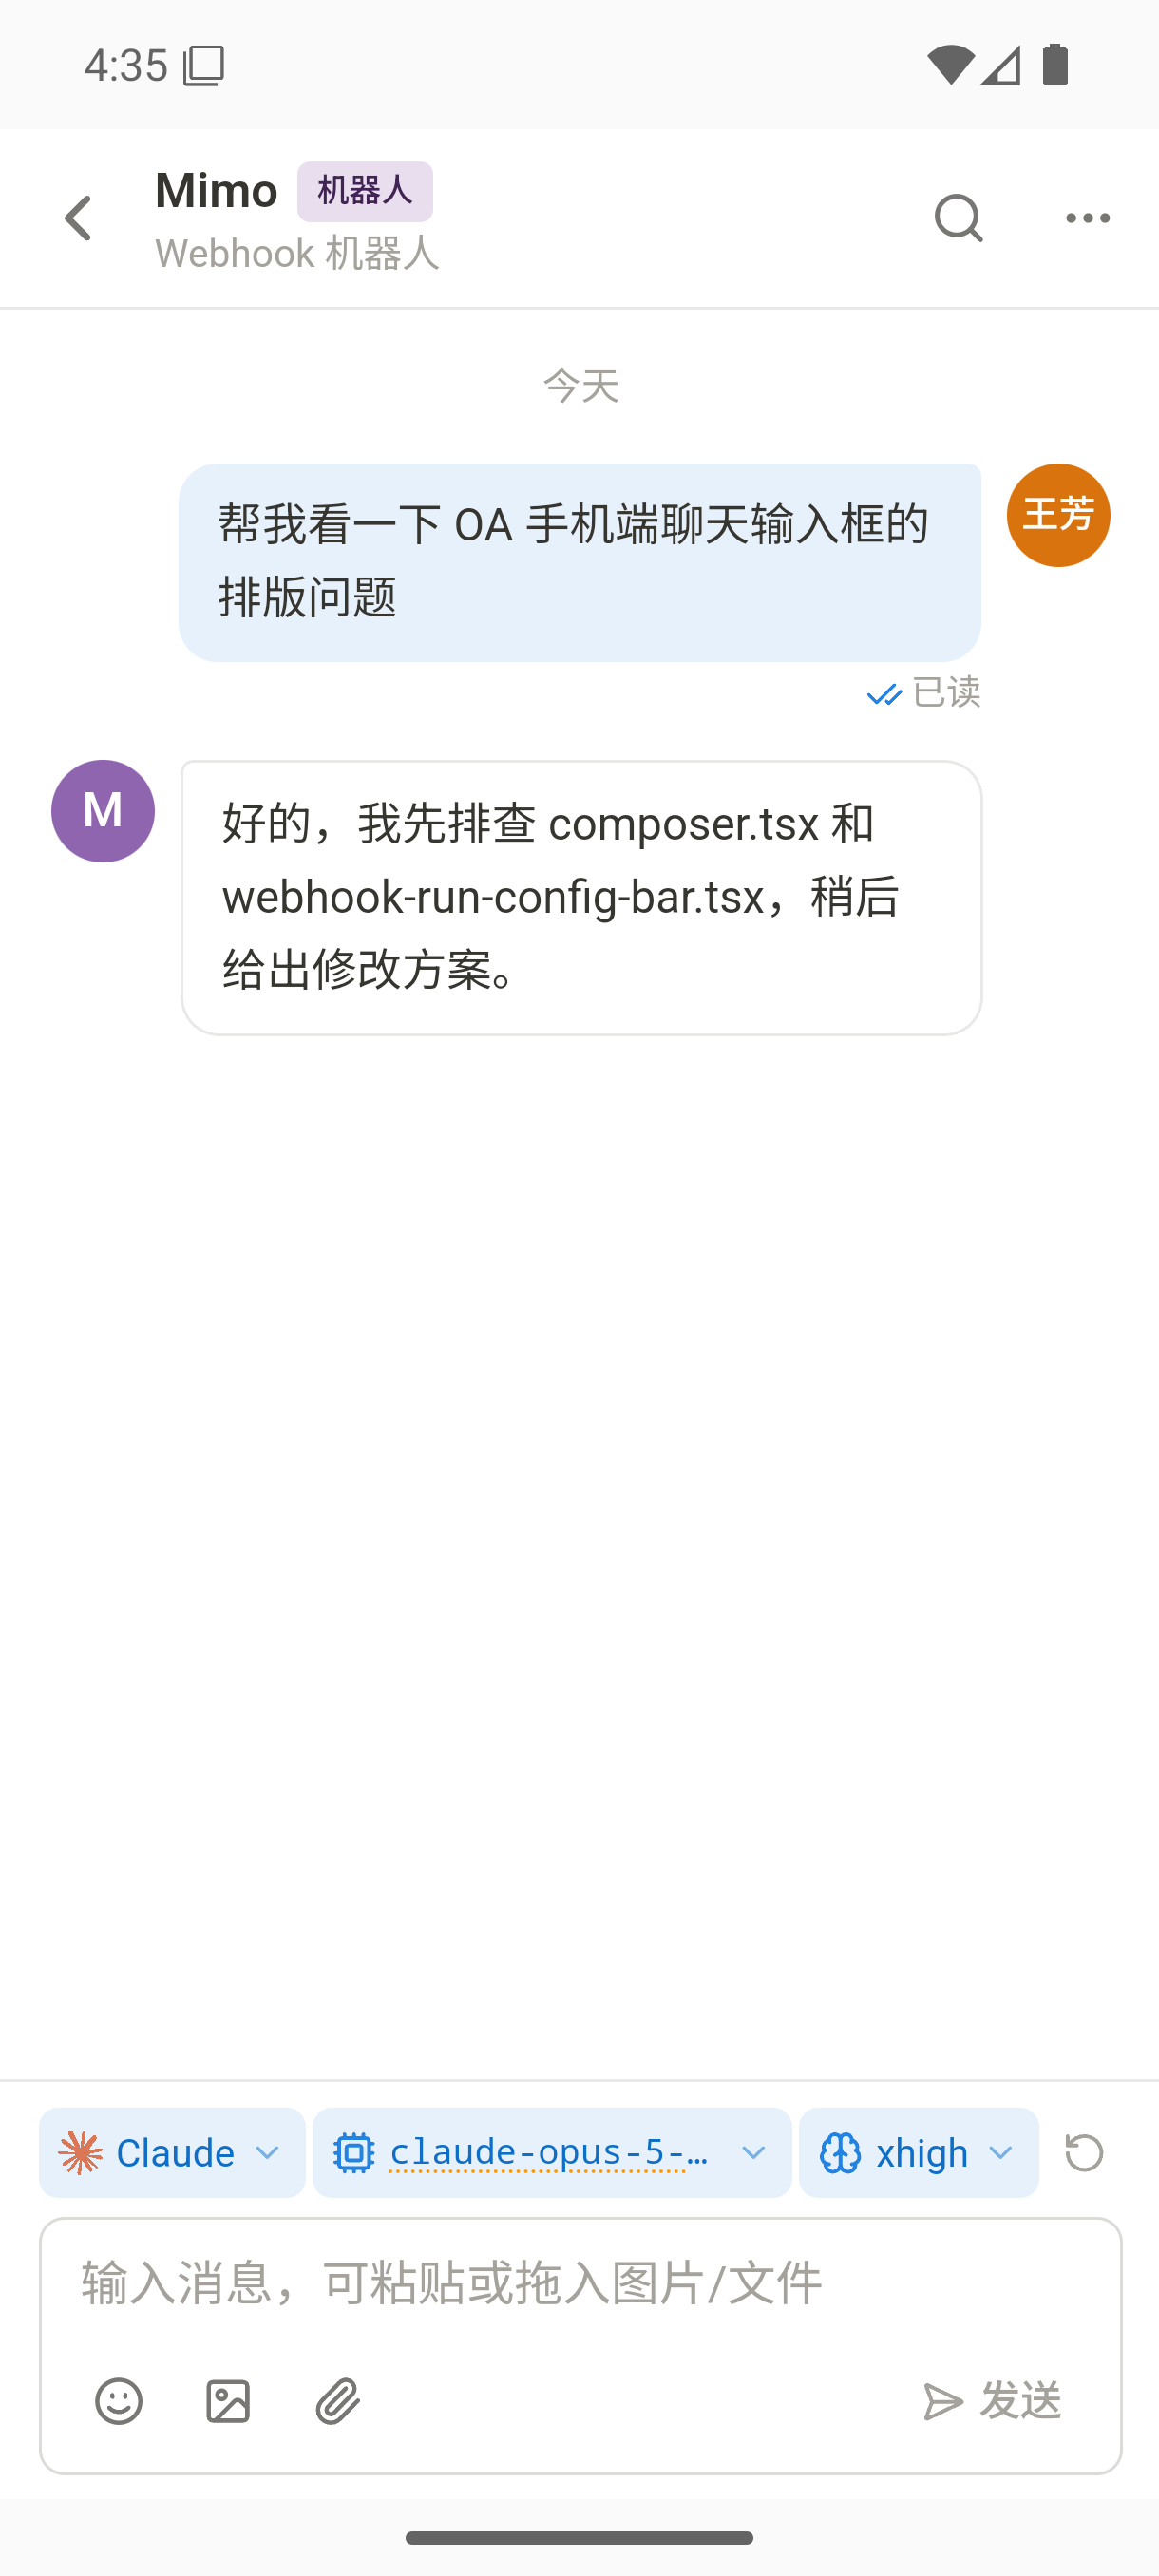 4:35
Mimo 机器人
Webhook 机器人
今天
帮我看一下 OA 手机端聊天输入框的
排版问题
王芳
已读
M
好的，我先排查 composer.tsx 和
webhook-run-config-bar.tsx，稍后
给出修改方案。
Claude claude-opus-5-… xhigh
输入消息，可粘贴或拖入图片/文件
发送